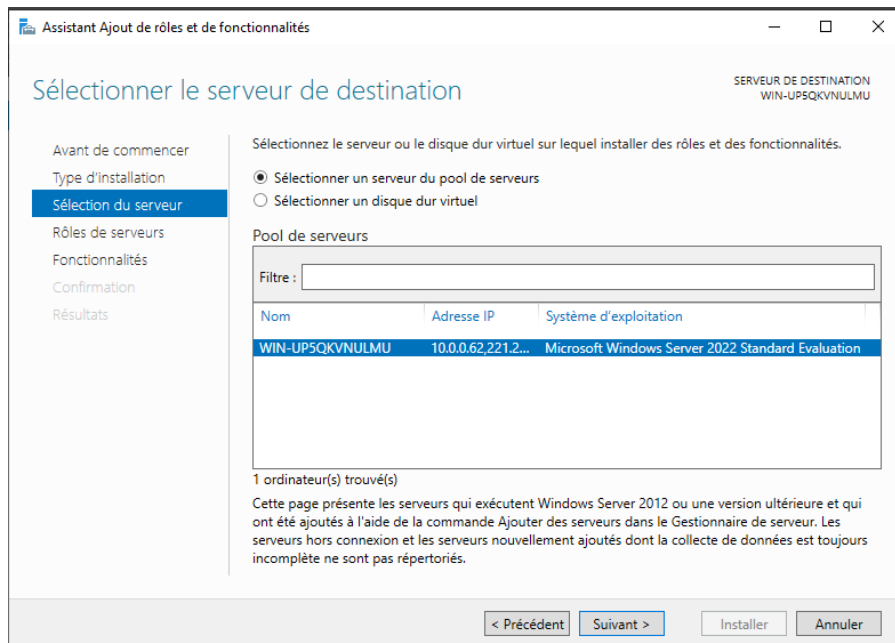 Assistant Ajout de rôles et de fonctionnalités
Sélectionner le serveur de destination
SERVEUR DE DESTINATION
WIN-UP5QKVNULMU
Avant de commencer
Type d'installation
Sélection du serveur
Rôles de serveurs
Fonctionnalités
Confirmation
Résultats
Sélectionnez le serveur ou le disque dur virtuel sur lequel installer des rôles et des fonctionnalités.
Sélectionner un serveur du pool de serveurs
Sélectionner un disque dur virtuel
Pool de serveurs
Filtre :
Nom Adresse IP Système d'exploitation
WIN-UP5QKVNULMU 10.0.0.62,221.2... Microsoft Windows Server 2022 Standard Evaluation
1 ordinateur(s) trouvé(s)
Cette page présente les serveurs qui exécutent Windows Server 2012 ou une version ultérieure et qui
ont été ajoutés à l'aide de la commande Ajouter des serveurs dans le Gestionnaire de serveur. Les
serveurs hors connexion et les serveurs nouvellement ajoutés dont la collecte de données est toujours
incomplète ne sont pas répertoriés.
< Précédent Suivant > Installer Annuler